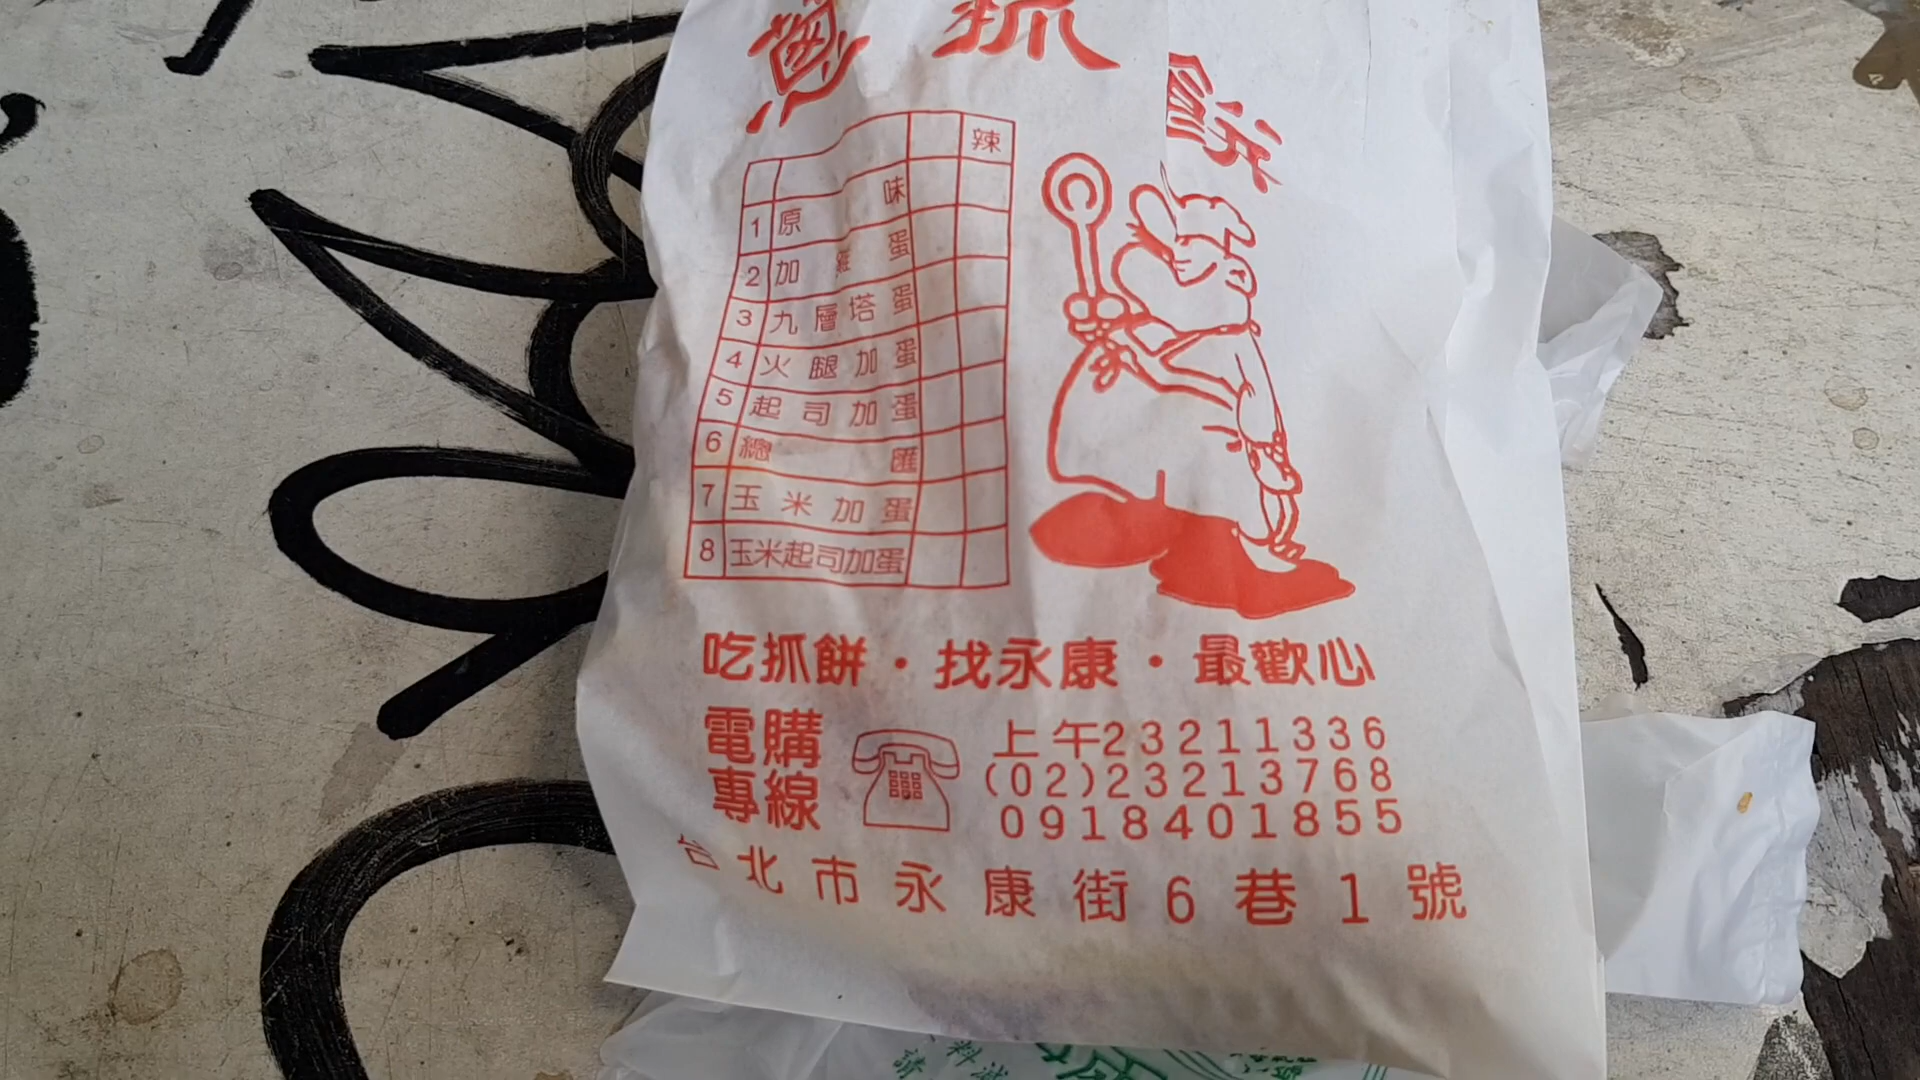 蔥抓餅
辣
1 原味
2 加蛋
3 九層塔蛋
4 火腿加蛋
5 起司加蛋
6 總匯
7 玉米加蛋
8 玉米起司加蛋
吃抓餅・找永康・最歡心
電購專線
上午23211336
(02)23213768
0918401855
台北市永康街6巷1號
料減
請